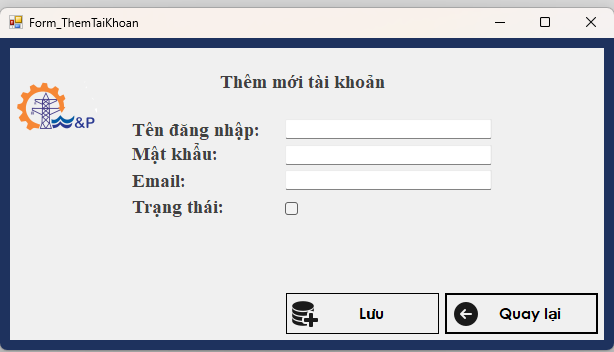 Form_ThemTaiKhoan
Thêm mới tài khoản
&P
Tên đăng nhập:
Mật khẩu:
Email:
Trạng thái:
Lưu
Quay lại